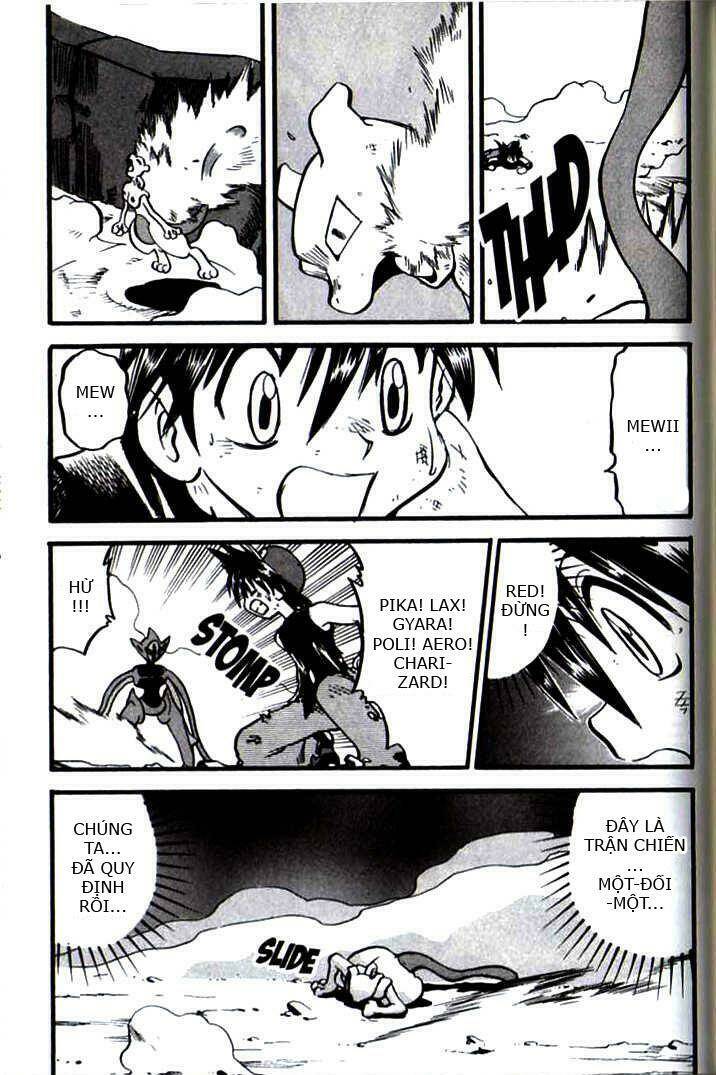 THUD
MEWII
...
MEW
...
RED!
ĐỪNG
!
PIKA! LAX!
GYARA!
POLI! AERO!
CHARI-
ZARD!
STOMP
HỪ
!!!
ĐÂY LÀ
TRẬN CHIẾN
...
MỘT-ĐỐI
-MỘT...
CHÚNG
TA...
ĐÃ QUY
ĐỊNH
RỒI...
SLIDE